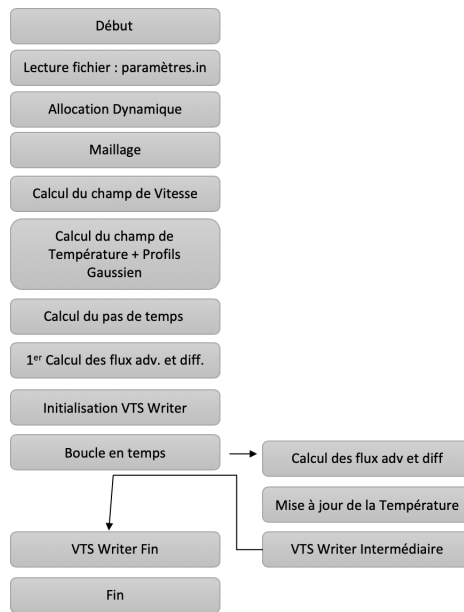 Début
Lecture fichier : paramètres.in
Allocation Dynamique
Maillage
Calcul du champ de Vitesse
Calcul du champ de
Température + Profils
Gaussien
Calcul du pas de temps
1er Calcul des flux adv. et diff.
Initialisation VTS Writer
Boucle en temps
Calcul des flux adv et diff
Mise à jour de la Température
VTS Writer Intermédiaire
VTS Writer Fin
Fin